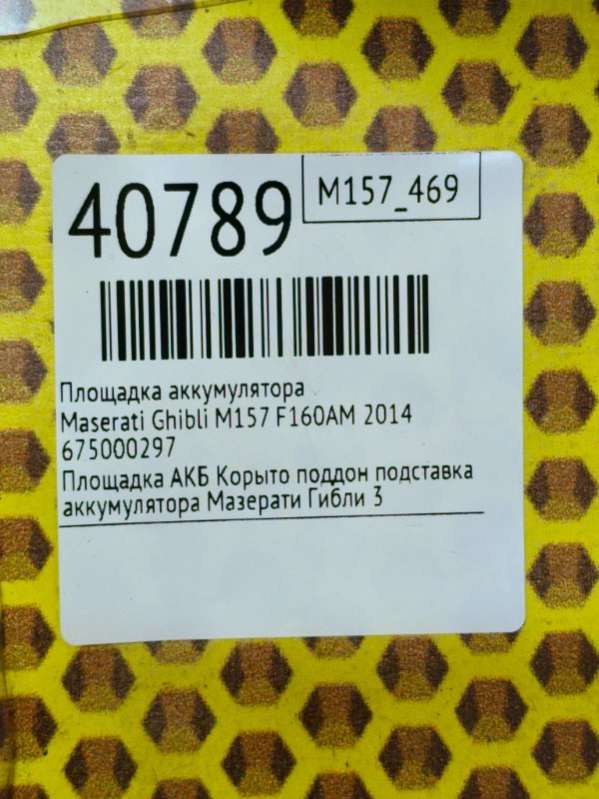 40789
M157_469
Площадка аккумулятора
Maserati Ghibli M157 F160AM 2014
675000297
Площадка АКБ Корыто поддон подставка
аккумулятора Мазерати Гибли 3